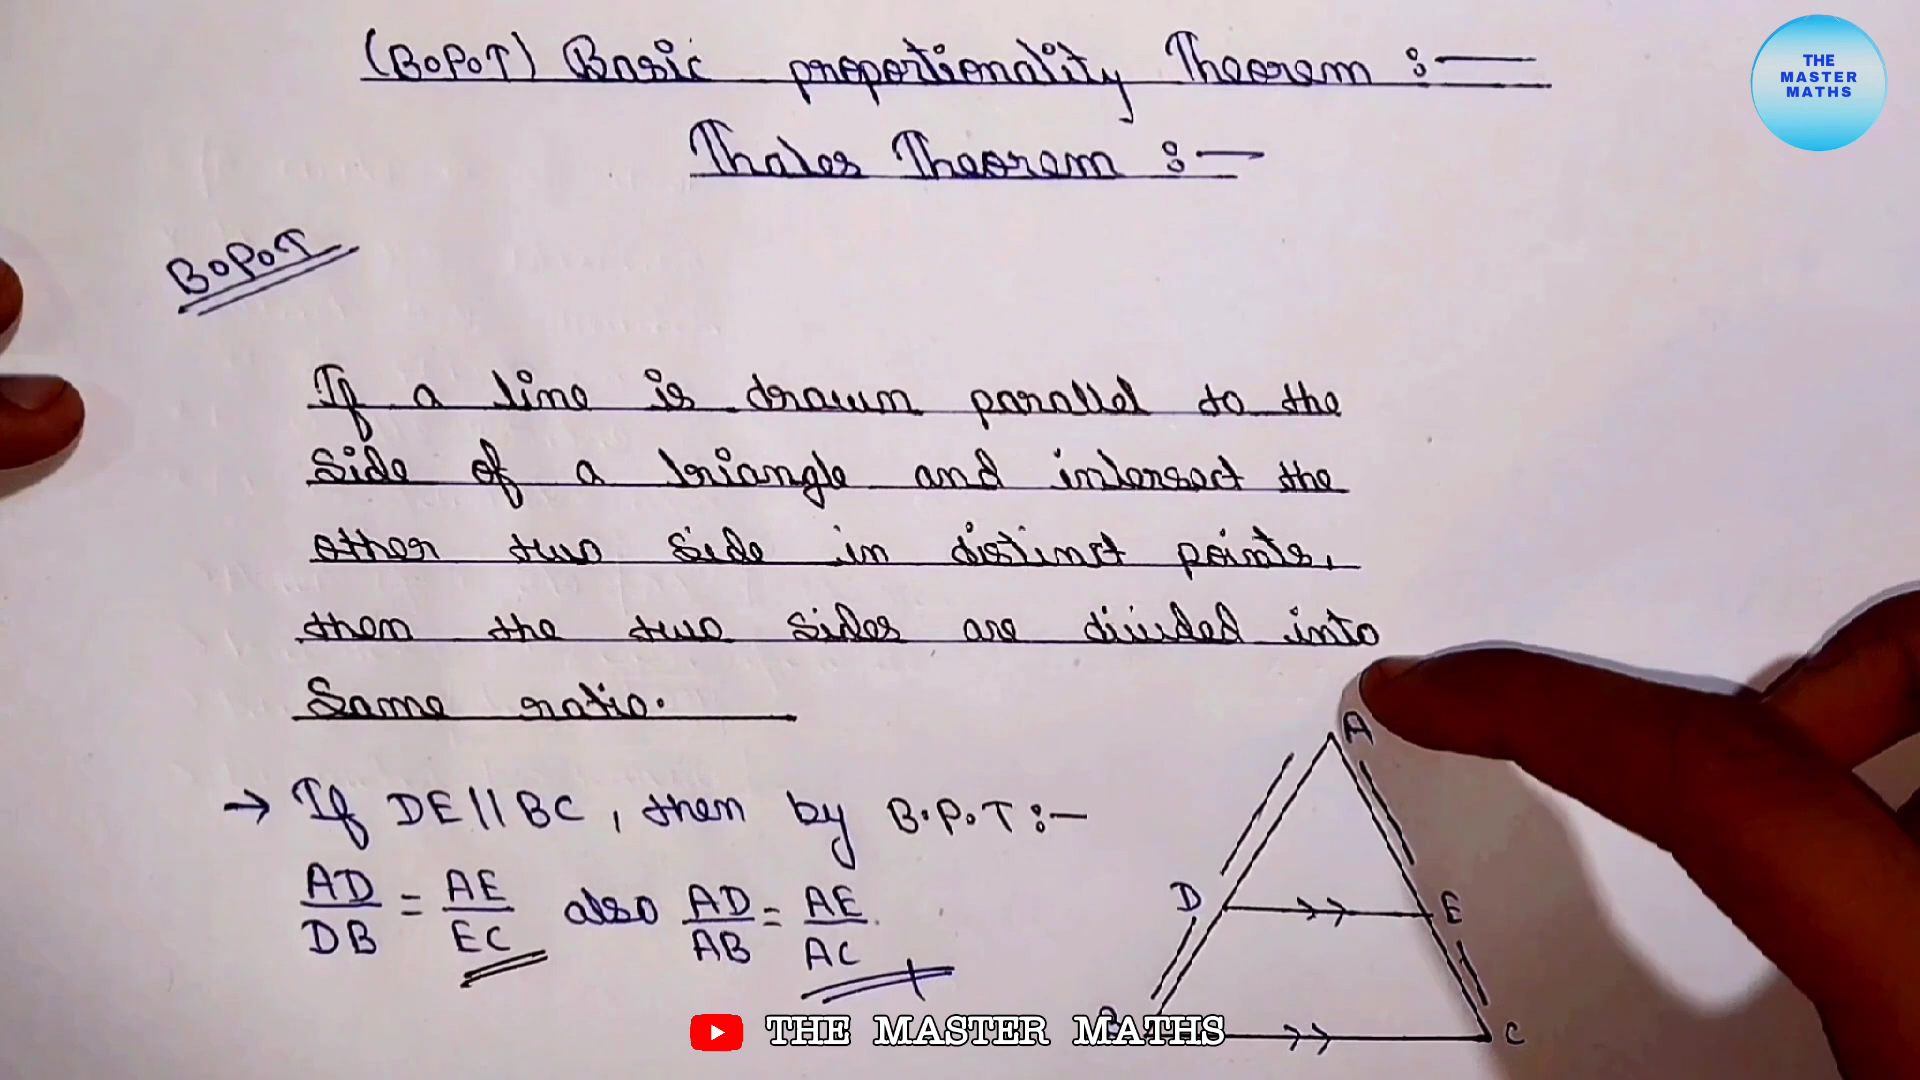 (B.P.T) Basic proportionality Theorem :—
THE
MASTER
MATHS
Thales Theorem :—
B.P.T
If a line is drawn parallel to the
side of a triangle and intersect the
other two side in distinct points,
then the two sides are divided into
Same ratio.
→ If DE||BC, then by B.P.T :-
AD/DB = AE/EC also AD/AB = AE/AC
A
D
E
B
C
THE MASTER MATHS